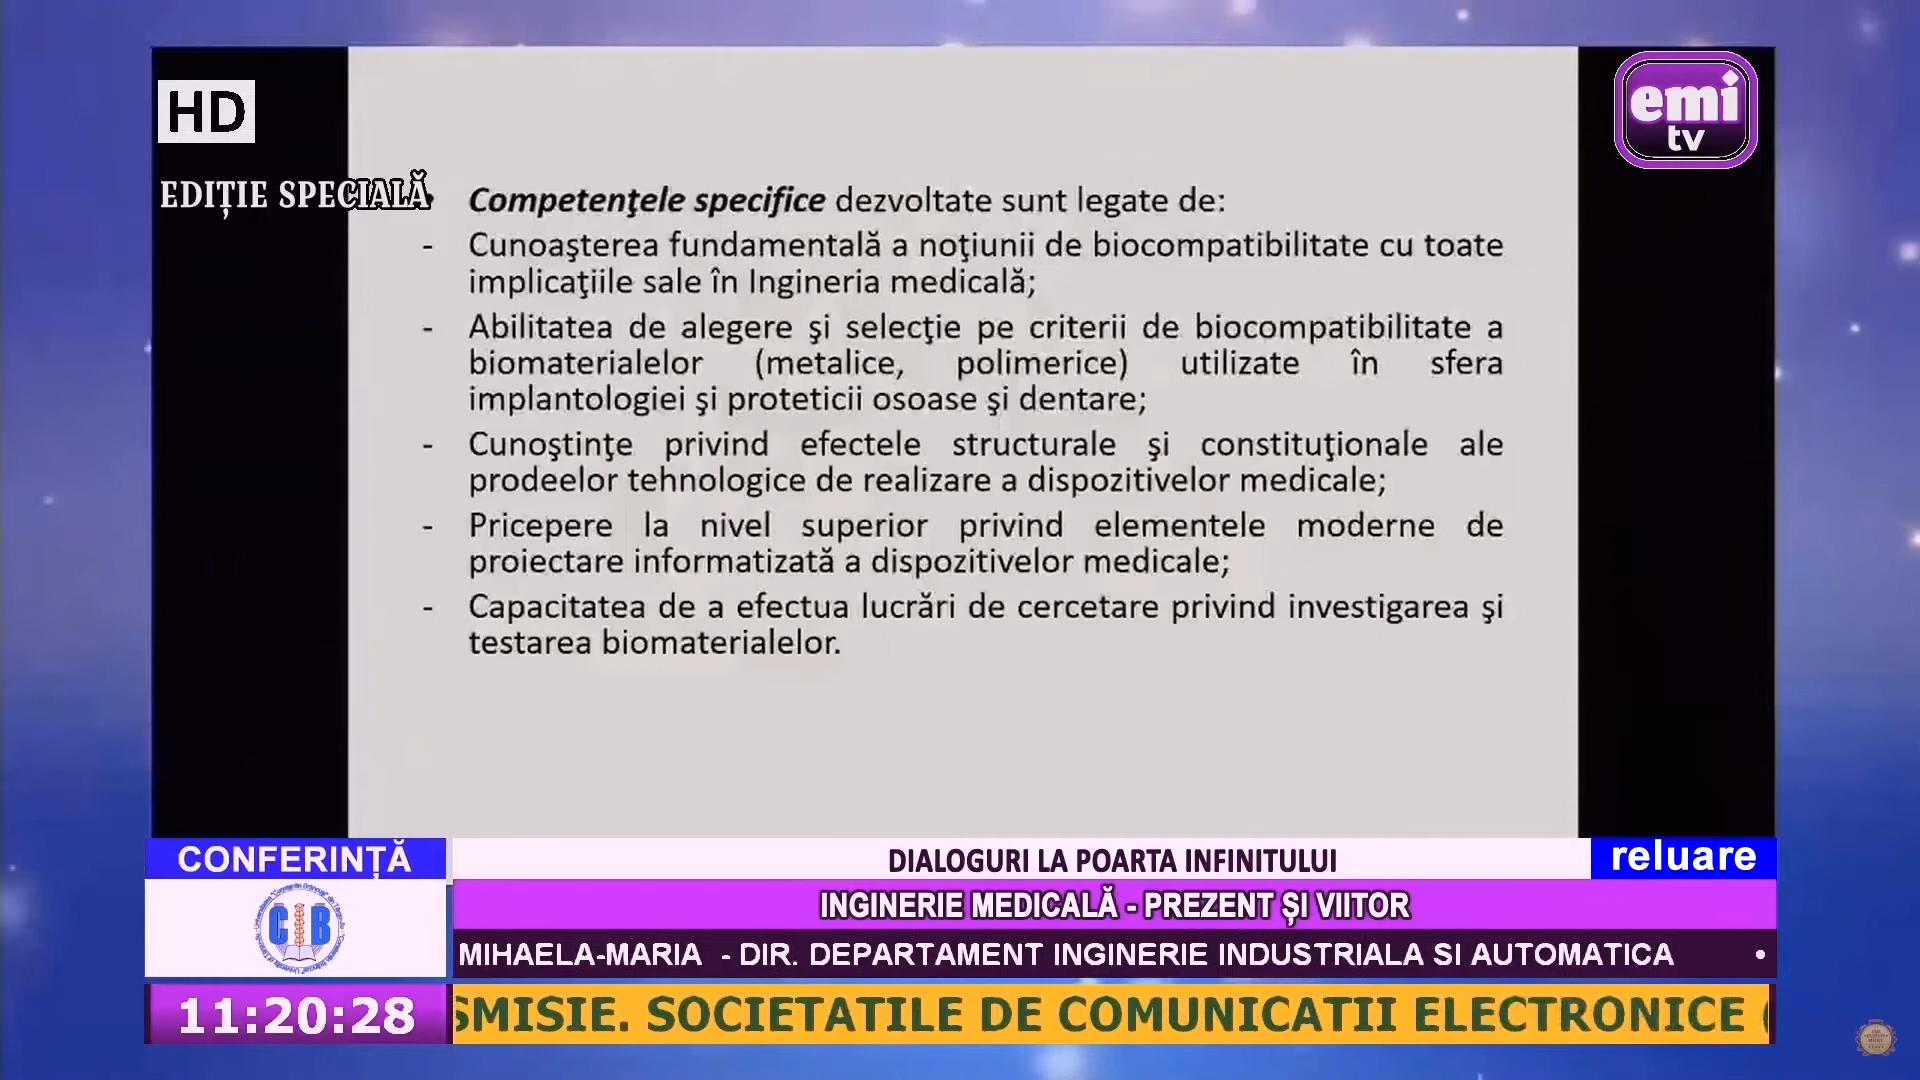 HD
emi
tv
EDIȚIE SPECIALĂ
Competenţele specifice dezvoltate sunt legate de:
- Cunoaşterea fundamentală a noţiunii de biocompatibilitate cu toate
implicaţiile sale în Ingineria medicală;
- Abilitatea de alegere şi selecţie pe criterii de biocompatibilitate a
biomaterialelor (metalice, polimerice) utilizate în sfera
implantologiei şi proteticii osoase şi dentare;
- Cunoştinţe privind efectele structurale şi constituţionale ale
prodeelor tehnologice de realizare a dispozitivelor medicale;
- Pricepere la nivel superior privind elementele moderne de
proiectare informatizată a dispozitivelor medicale;
- Capacitatea de a efectua lucrări de cercetare privind investigarea şi
testarea biomaterialelor.
CONFERINȚĂ
DIALOGURI LA POARTA INFINITULUI
reluare
INGINERIE MEDICALĂ - PREZENT ȘI VIITOR
CB
MIHAELA-MARIA - DIR. DEPARTAMENT INGINERIE INDUSTRIALA SI AUTOMATICA •
11:20:28
SMISIE. SOCIETATILE DE COMUNICATII ELECTRONICE